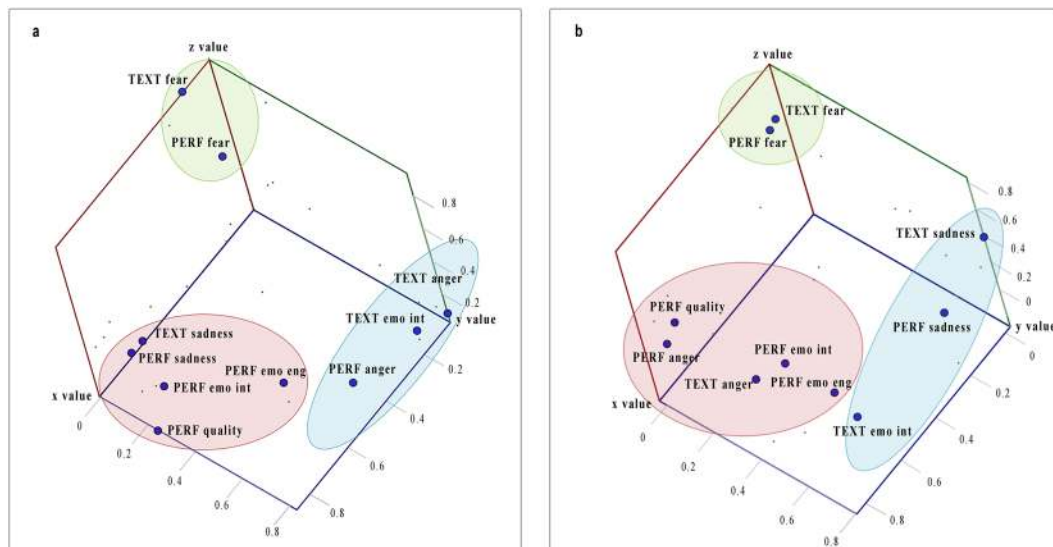 a
z value
TEXT fear
PERF fear
0.8
0.6
0.4
TEXT anger
0.2
TEXT emo int
0
y value
TEXT sadness
PERF sadness
0.2
PERF emo eng
PERF anger
PERF emo int
x value
0.4
0
PERF quality
0.2
0.6
0.4
0.6
0.8
0.8
b
z value
TEXT fear
PERF fear
0.8
0.6
TEXT sadness
0.4
0.2
0
PERF quality
PERF sadness
y value
0
PERF anger
PERF emo int
0.2
TEXT anger
PERF emo eng
x value
0.4
0
TEXT emo int
0.2
0.6
0.4
0.8
0.6
0.8